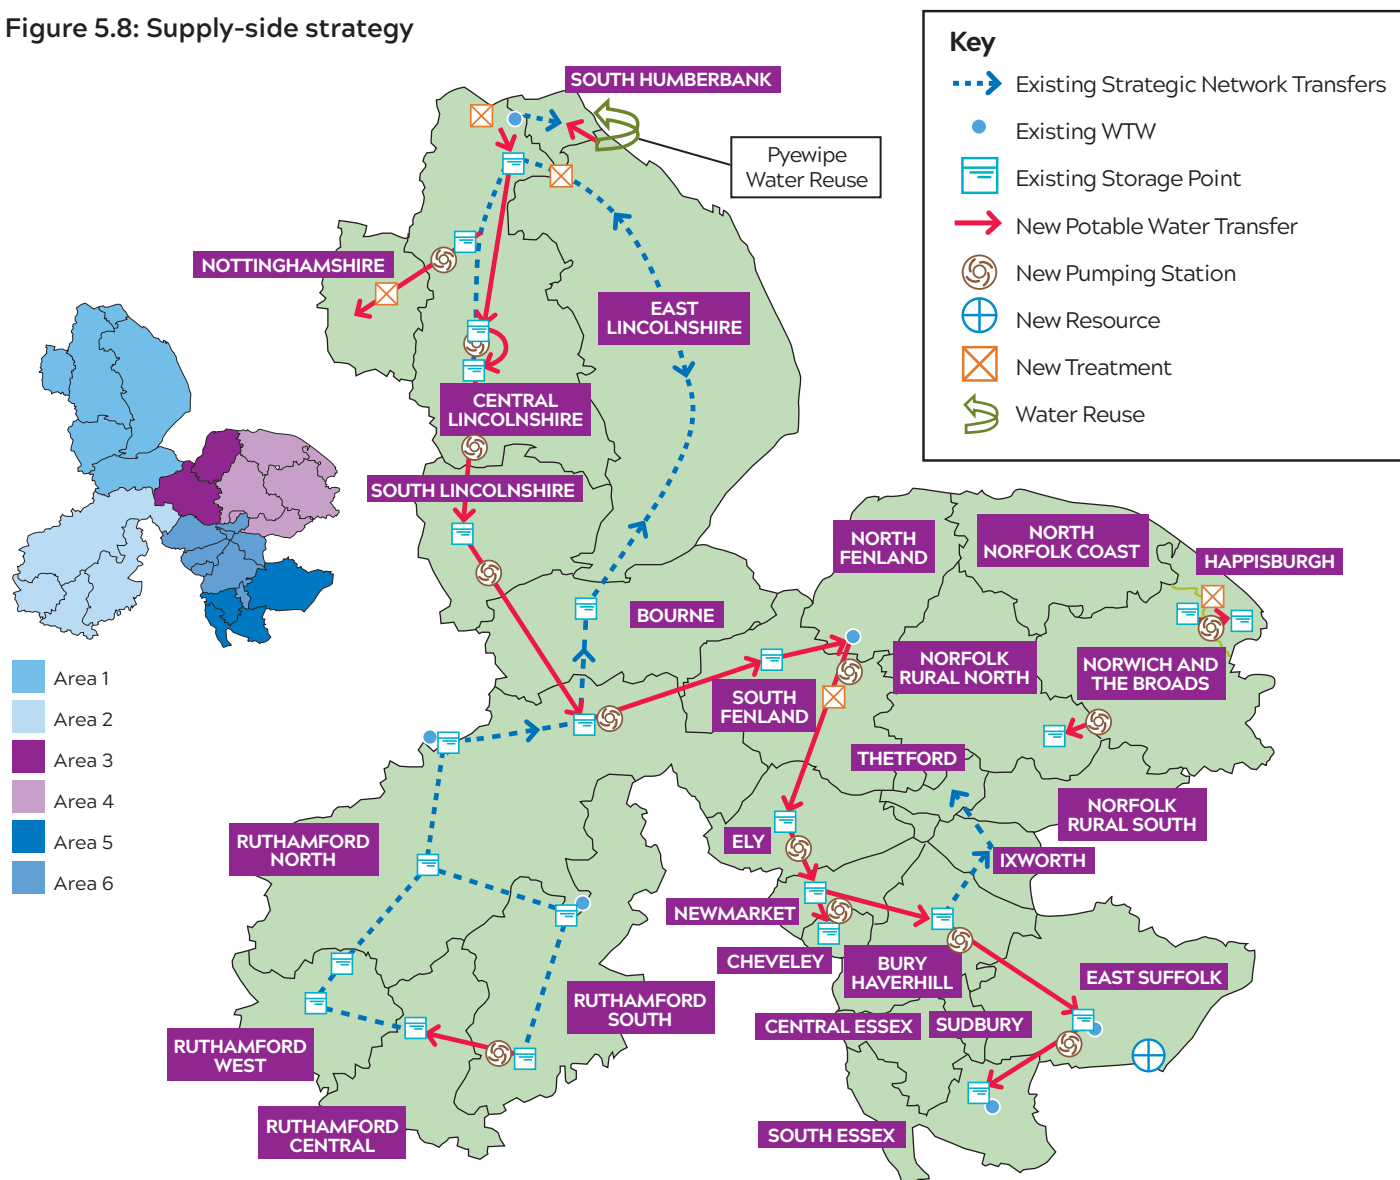 Figure 5.8: Supply-side strategy
Key
Existing Strategic Network Transfers
Existing WTW
Existing Storage Point
New Potable Water Transfer
New Pumping Station
New Resource
New Treatment
Water Reuse
SOUTH HUMBERBANK
Pyewipe
Water Reuse
NOTTINGHAMSHIRE
EAST
LINCOLNSHIRE
CENTRAL
LINCOLNSHIRE
SOUTH LINCOLNSHIRE
NORTH
FENLAND
NORTH
NORFOLK COAST
HAPPISBURGH
BOURNE
NORFOLK
RURAL NORTH
NORWICH AND
THE BROADS
SOUTH
FENLAND
THETFORD
NORFOLK
RURAL SOUTH
Area 1
Area 2
Area 3
Area 4
Area 5
Area 6
RUTHAMFORD
NORTH
ELY
IXWORTH
NEWMARKET
CHEVELEY
BURY
HAVERHILL
EAST SUFFOLK
RUTHAMFORD
SOUTH
CENTRAL ESSEX
SUDBURY
RUTHAMFORD
WEST
RUTHAMFORD
CENTRAL
SOUTH ESSEX